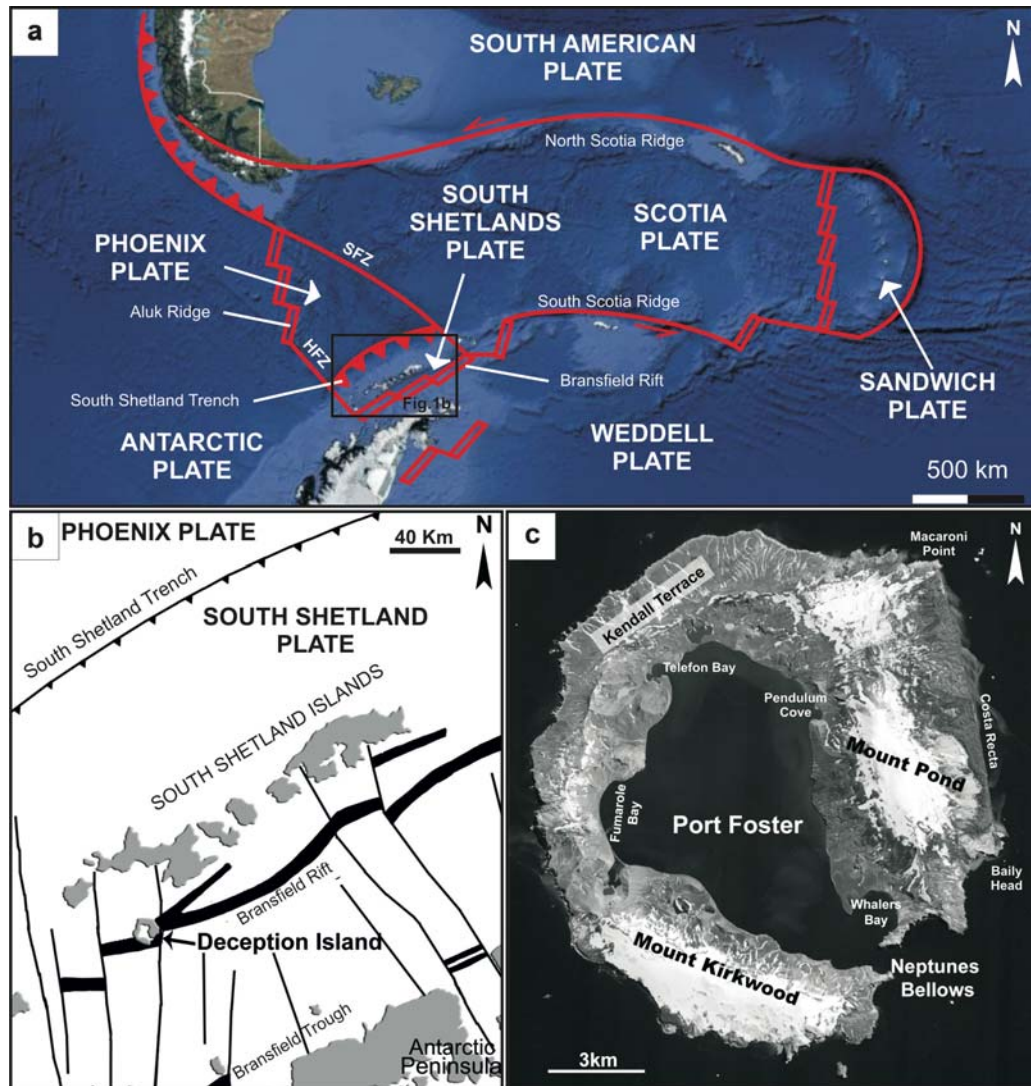 a
N
SOUTH AMERICAN
PLATE
North Scotia Ridge
SOUTH
SHETLANDS
PLATE
SCOTIA
PLATE
PHOENIX
PLATE
SFZ
Aluk Ridge
South Scotia Ridge
HFZ
South Shetland Trench
Fig.1b
Bransfield Rift
SANDWICH
PLATE
ANTARCTIC
PLATE
WEDDELL
PLATE
500 km
b
PHOENIX PLATE
40 Km
N
South Shetland Trench
SOUTH SHETLAND
PLATE
SOUTH SHETLAND ISLANDS
Bransfield Rift
Deception Island
Bransfield Trough
Antarctic
Peninsula
c
N
Macaroni
Point
Kendall Terrace
Telefon Bay
Pendulum
Cove
Costa Recta
Mount Pond
Fumarole
Bay
Port Foster
Baily
Head
Whalers
Bay
Mount Kirkwood
Neptunes
Bellows
3km